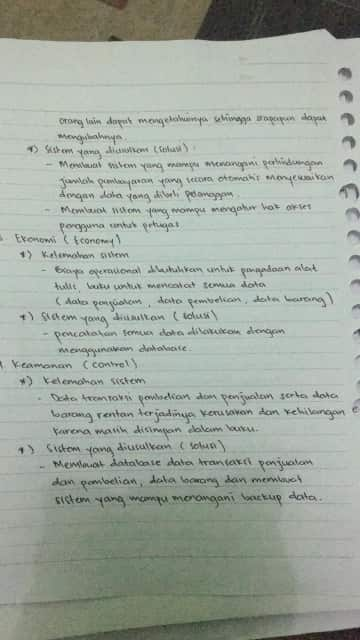 orang lain dapat mengetahuinya sehingga siapapun dapat
mengubahnya.
*) Sistem yang diusulkan (solusi) :
- Membuat sistem yang mampu menangani perhitungan
jumlah pembayaran yang secara otomatis menyesuaikan
dengan data yang dibeli pelanggan.
- Membuat sistem yang mampu mengatur hak akses
pengguna untuk petugas
Ekonomi (Economy)
*) Kelemahan sistem
- Biaya operasional dibutuhkan untuk pengadaan alat
tulis, buku untuk mencatat semua data
(data penjualan, data pembelian, data barang)
*) Sistem yang diusulkan (solusi)
- pencatatan semua data dilakukan dengan
menggunakan database.
Keamanan (control)
*) Kelemahan sistem
- Data transaksi pembelian dan penjualan serta data
barang rentan terjadinya kerusakan dan kehilangan
karena masih disimpan dalam buku.
*) Sistem yang diusulkan (solusi)
- Membuat database data transaksi penjualan
dan pembelian, data barang dan membuat
sistem yang mampu menangani backup data.